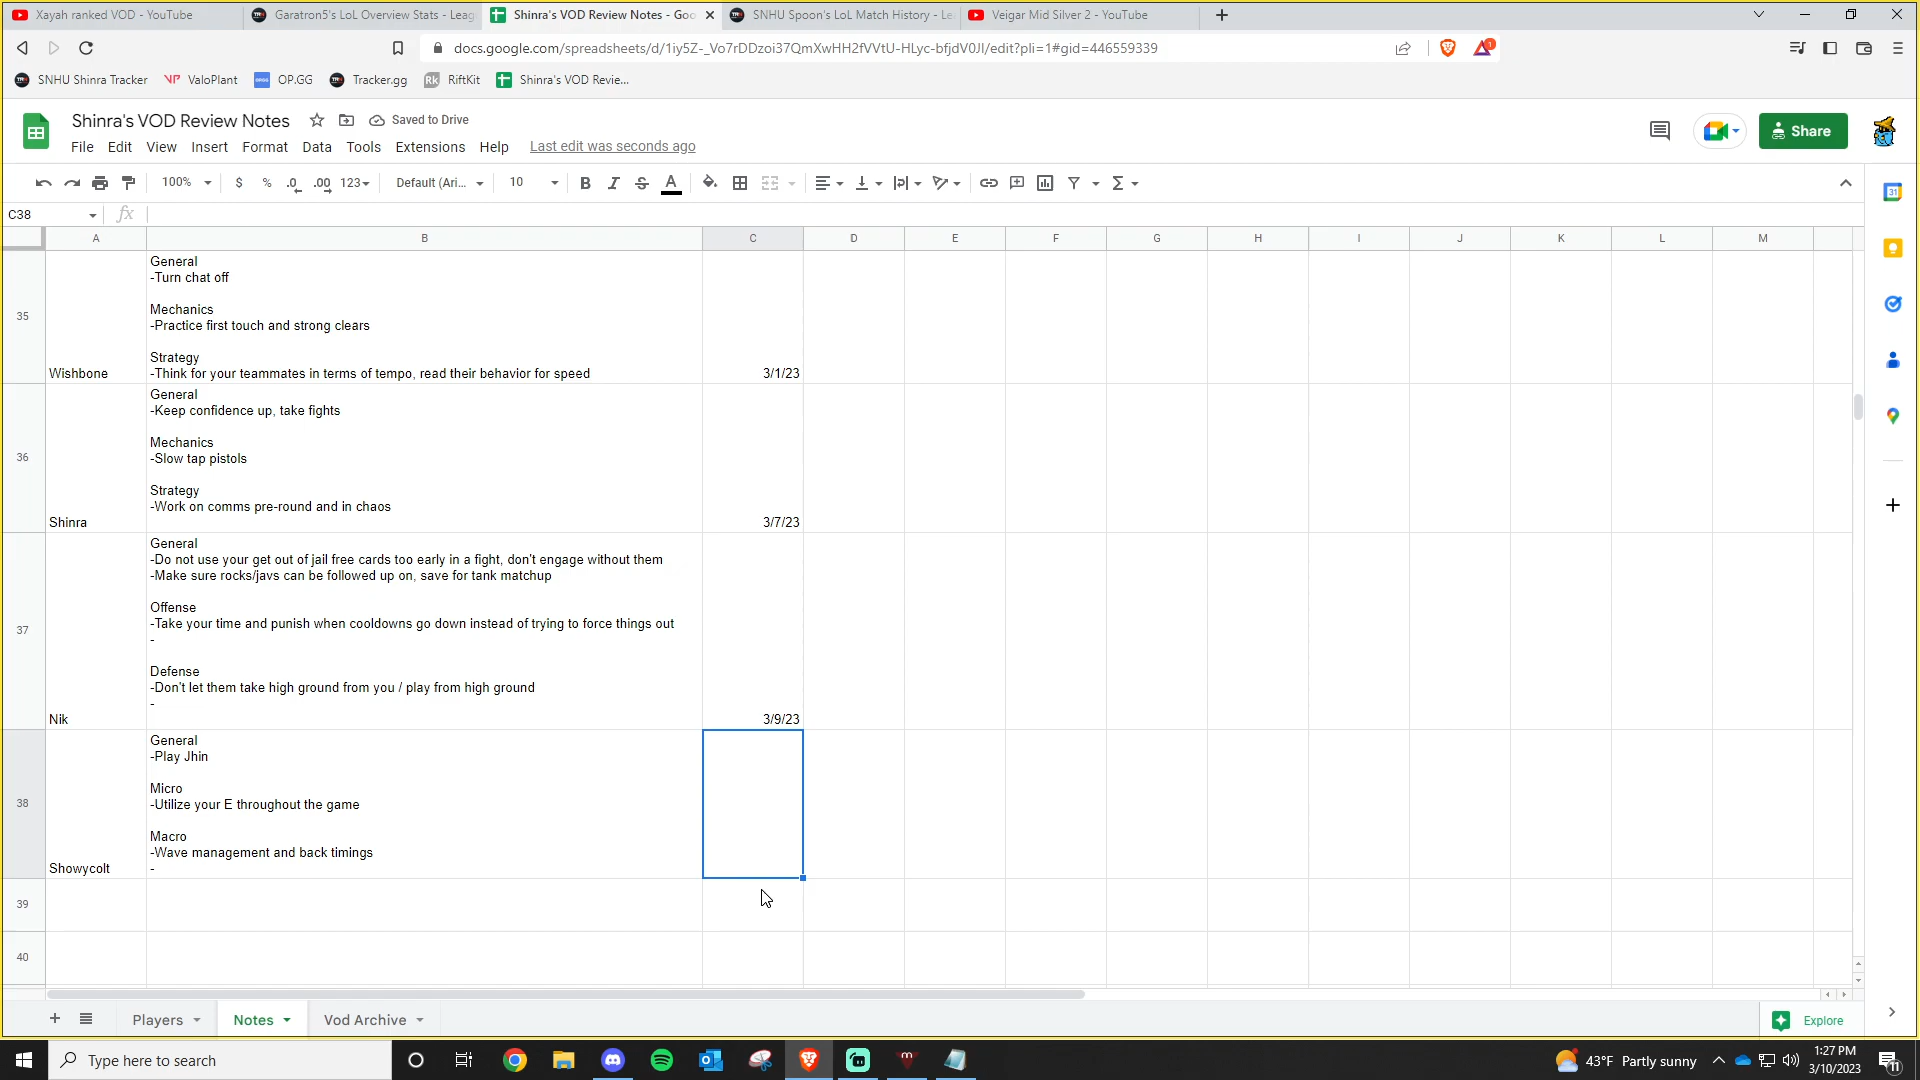 Xayah ranked VOD - YouTube
Garatron5's LoL Overview Stats - Leag
Shinra's VOD Review Notes - Goo
SNHU Spoon's LoL Match History - Le
Veigar Mid Silver 2 - YouTube
docs.google.com/spreadsheets/d/1iy5Z-_Vo7rDDzoi37QmXwHH2fVVtU-HLyc-bfjdV0JI/edit?pli=1#gid=446559339
SNHU Shinra Tracker
ValoPlant
OP.GG
Tracker.gg
RiftKit
Shinra's VOD Revie...
Shinra's VOD Review Notes
Saved to Drive
File Edit View Insert Format Data Tools Extensions Help Last edit was seconds ago
Share
100% $ % .0 .00 123 Default (Ari... 10 B I S A
C38
fx
A B C D E F G H I J K L M
35
General
-Turn chat off
Mechanics
-Practice first touch and strong clears
Strategy
Wishbone -Think for your teammates in terms of tempo, read their behavior for speed 3/1/23
36
General
-Keep confidence up, take fights
Mechanics
-Slow tap pistols
Strategy
-Work on comms pre-round and in chaos
Shinra 3/7/23
37
General
-Do not use your get out of jail free cards too early in a fight, don't engage without them
-Make sure rocks/javs can be followed up on, save for tank matchup
Offense
-Take your time and punish when cooldowns go down instead of trying to force things out
-
Defense
-Don't let them take high ground from you / play from high ground
-
Nik 3/9/23
38
General
-Play Jhin
Micro
-Utilize your E throughout the game
Macro
-Wave management and back timings
Showycolt -
39
40
Players Notes Vod Archive Explore
Type here to search
43°F Partly sunny
1:27 PM
3/10/2023
11